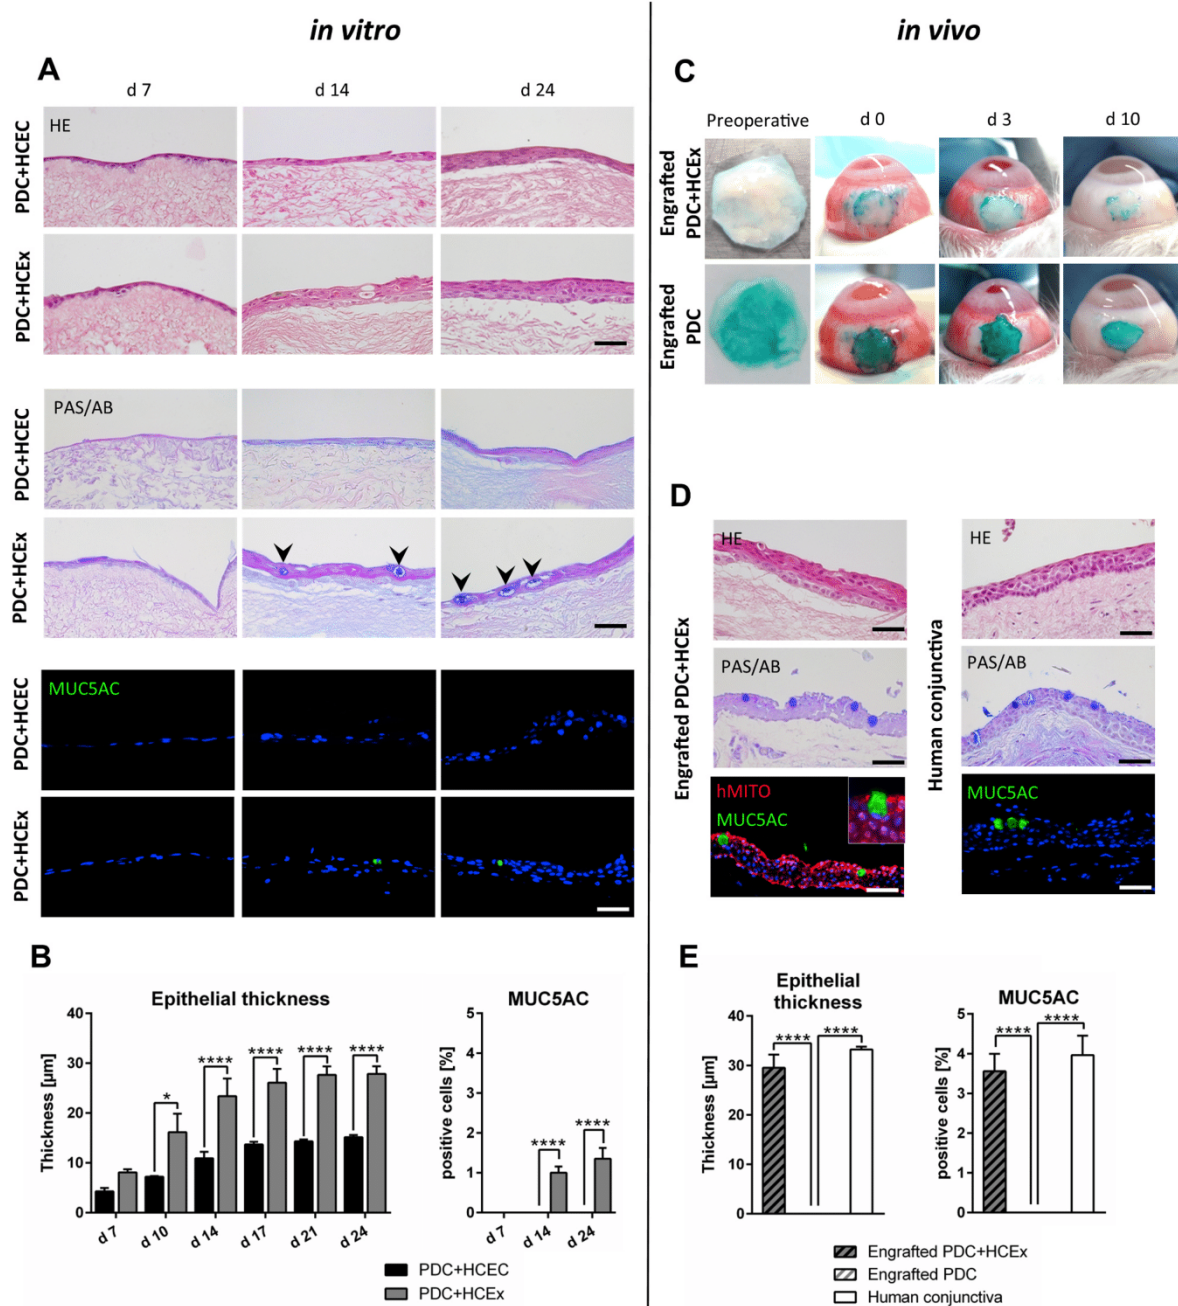 in vitro
in vivo
A
d 7
d 14
d 24
PDC+HCEC
HE
PDC+HCEx
PDC+HCEC
PAS/AB
PDC+HCEx
PDC+HCEC
MUC5AC
PDC+HCEx
B
Epithelial thickness
Thickness [µm]
40
30
20
10
0
*
****
****
****
****
d 7
d 10
d 14
d 17
d 21
d 24
MUC5AC
positive cells [%]
5
4
3
2
1
0
****
****
d 7
d 14
d 24
PDC+HCEC
PDC+HCEx
C
Preoperative
d 0
d 3
d 10
Engrafted
PDC+HCEx
Engrafted
PDC
D
Engrafted PDC+HCEx
HE
PAS/AB
hMITO
MUC5AC
Human conjunctiva
HE
PAS/AB
MUC5AC
E
Epithelial
thickness
Thickness [µm]
40
30
20
10
0
****
****
MUC5AC
positive cells [%]
5
4
3
2
1
0
****
****
Engrafted PDC+HCEx
Engrafted PDC
Human conjunctiva